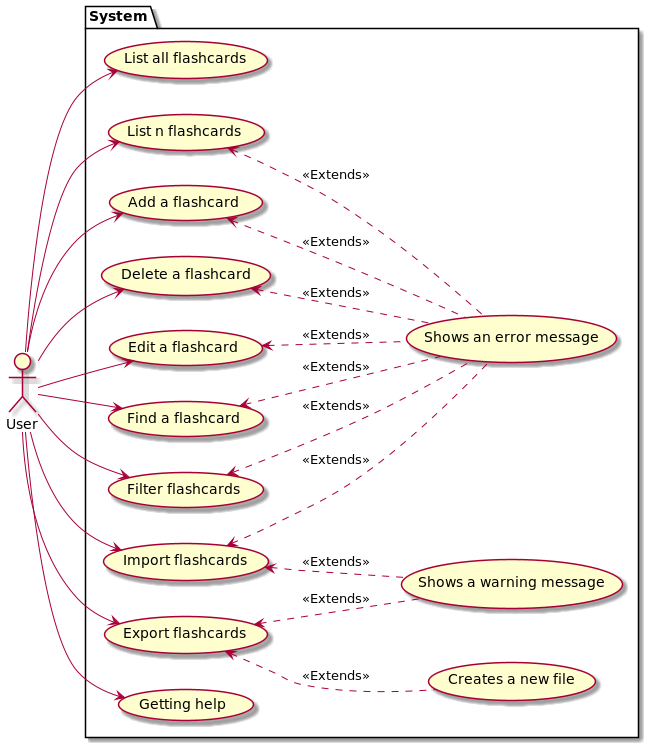 System
List all flashcards
List n flashcards
«Extends»
Add a flashcard
«Extends»
Delete a flashcard
«Extends»
«Extends»
Shows an error message
Edit a flashcard
«Extends»
Find a flashcard
User
«Extends»
«Extends»
Filter flashcards
Import flashcards
«Extends»
Shows a warning message
«Extends»
Export flashcards
«Extends»
Creates a new file
Getting help